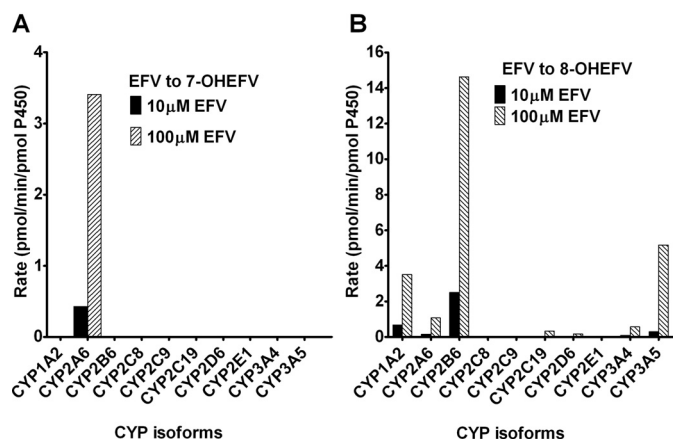 A
Rate (pmol/min/pmol P450)
4
3
2
1
0
EFV to 7-OHEFV
10μM EFV
100μM EFV
CYP1A2
CYP2A6
CYP2B6
CYP2C8
CYP2C9
CYP2C19
CYP2D6
CYP2E1
CYP3A4
CYP3A5
CYP isoforms
B
Rate (pmol/min/pmol P450)
16
14
12
10
8
6
4
2
0
EFV to 8-OHEFV
10μM EFV
100μM EFV
CYP1A2
CYP2A6
CYP2B6
CYP2C8
CYP2C9
CYP2C19
CYP2D6
CYP2E1
CYP3A4
CYP3A5
CYP isoforms